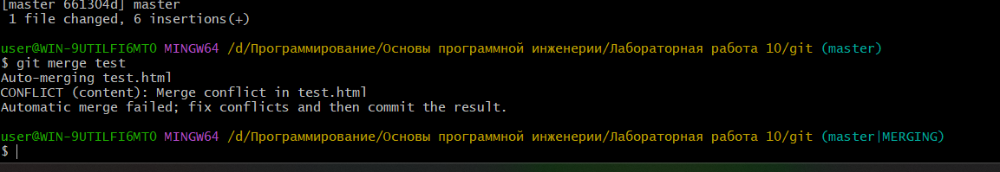 [master 661304d] master
 1 file changed, 6 insertions(+)
user@WIN-9UTILFI6MTO MINGW64 /d/Программирование/Основы программной инженерии/Лабораторная работа 10/git (master)
$ git merge test
Auto-merging test.html
CONFLICT (content): Merge conflict in test.html
Automatic merge failed; fix conflicts and then commit the result.
user@WIN-9UTILFI6MTO MINGW64 /d/Программирование/Основы программной инженерии/Лабораторная работа 10/git (master|MERGING)
$